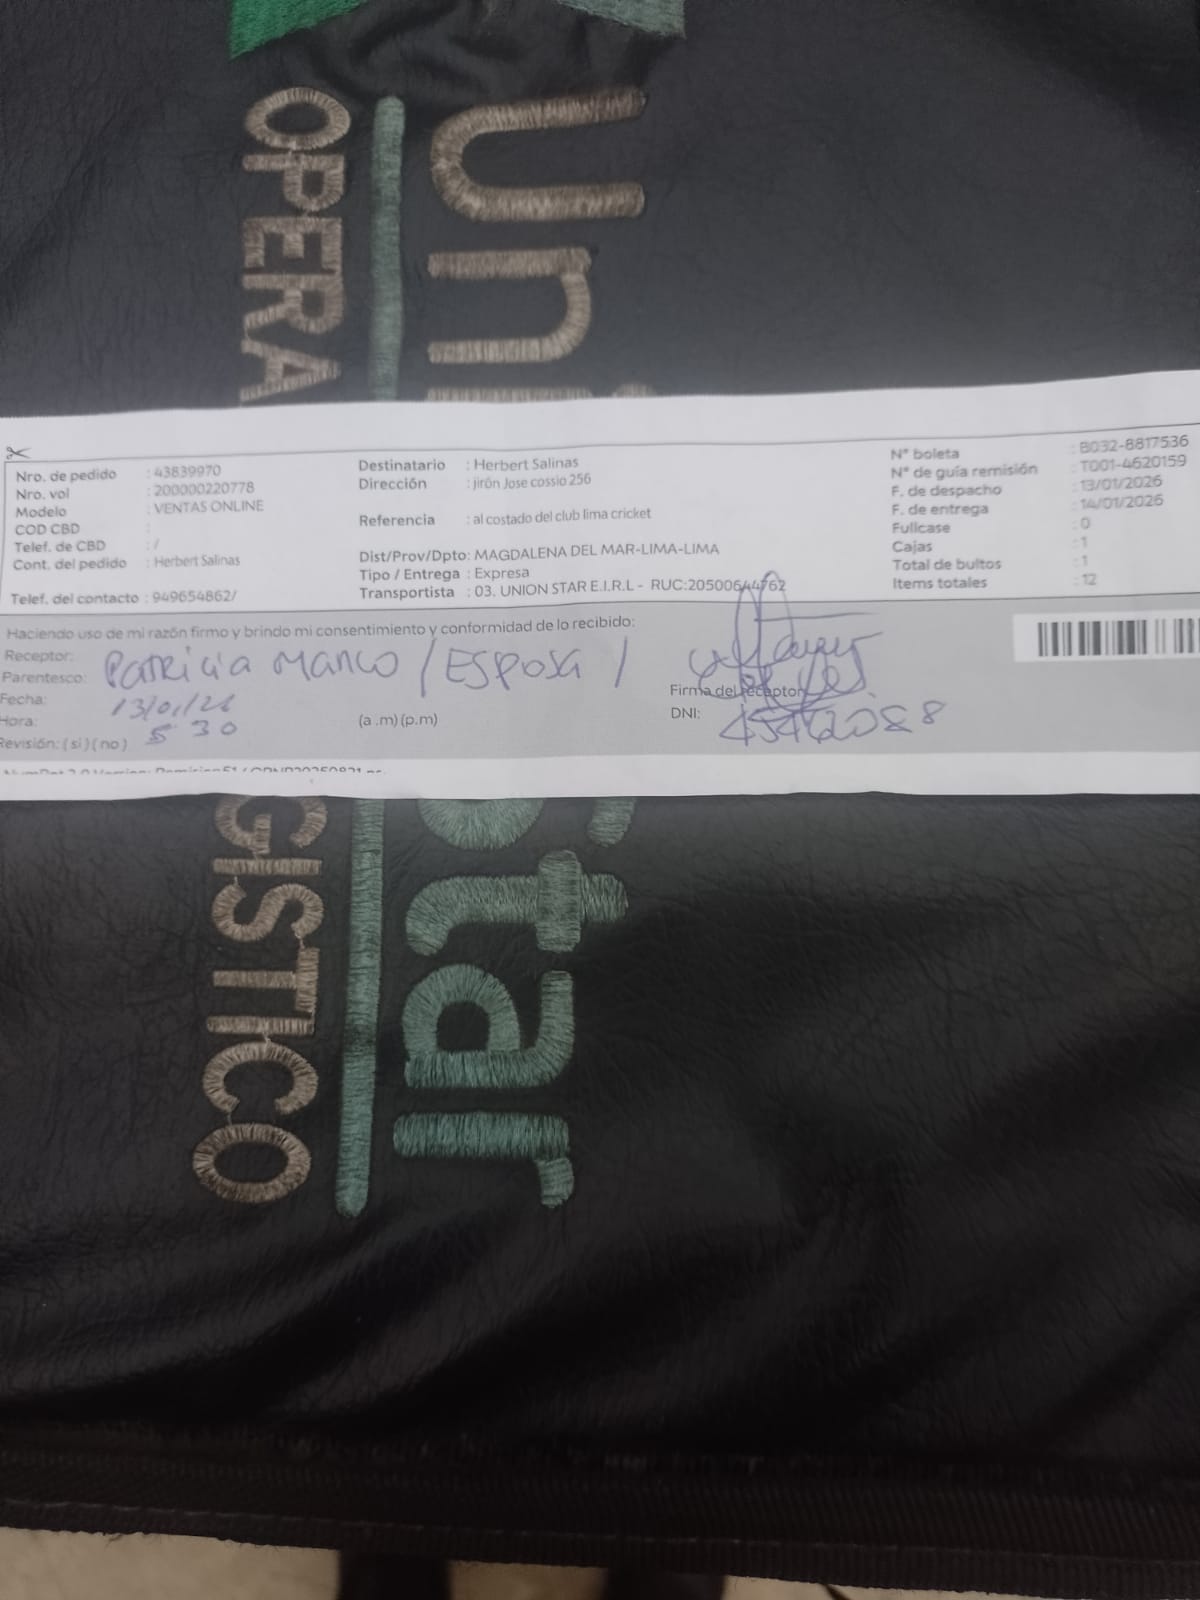 Uni
OPERA
Nro. de pedido : 43839970
Nro. vol : 200000220778
Modelo : VENTAS ONLINE
COD CBD :
Telef. de CBD : /
Cont. del pedido : Herbert Salinas
Telef. del contacto : 949654862/
Destinatario : Herbert Salinas
Dirección : jirón Jose cossio 256
Referencia : al costado del club lima cricket
Dist/Prov/Dpto: MAGDALENA DEL MAR-LIMA-LIMA
Tipo / Entrega : Expresa
Transportista : 03. UNION STAR E.I.R.L - RUC:20500644762
N° boleta : B032-8817536
N° de guía remisión : T001-4620159
F. de despacho : 13/01/2026
F. de entrega : 14/01/2026
Fullcase : 0
Cajas : 1
Total de bultos : 1
Items totales : 12
Haciendo uso de mi razón firmo y brindo mi consentimiento y conformidad de lo recibido:
Receptor: Patricia Manco / ESPOSA /
Parentesco:
Fecha: 13/01/26
Hora: 5 30 (a .m) (p.m)
Revisión: ( si ) ( no )
Firma del receptor
DNI:
star
GISTICO